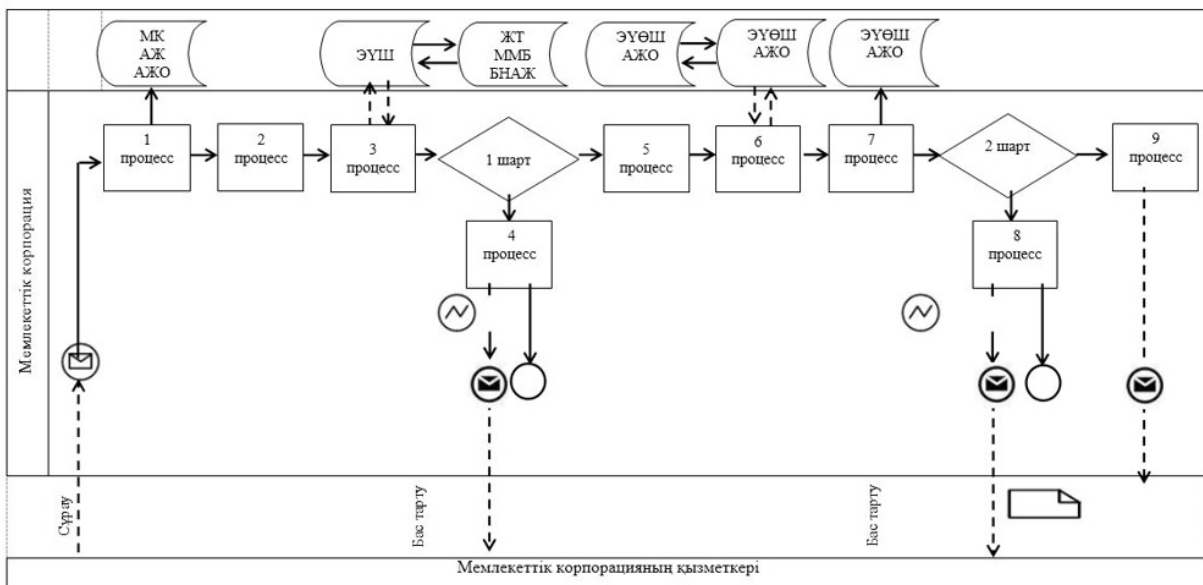 МК
АЖ
АЖО
ЭҮШ
ЖТ
ММБ
БНАЖ
ЭҮӨШ
АЖО
ЭҮӨШ
АЖО
ЭҮӨШ
АЖО
Мемлекеттік корпорация
1
процесс
2
процесс
3
процесс
1 шарт
5
процесс
6
процесс
7
процесс
2 шарт
9
процесс
4
процесс
8
процесс
Сұрау
Бас тарту
Бас тарту
Мемлекеттік корпорацияның қызметкері